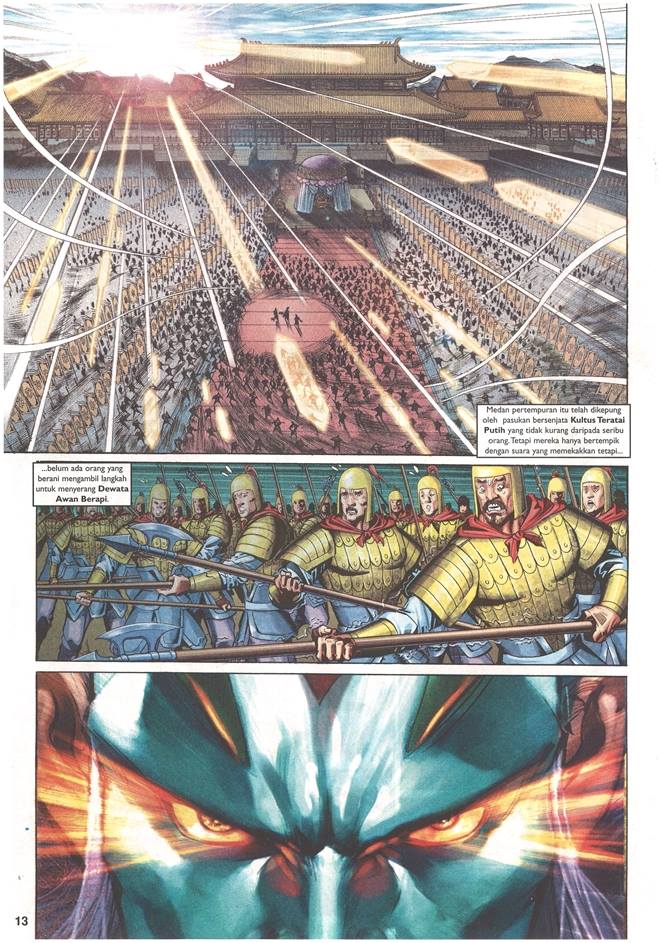 Medan pertempuran itu telah dikepung
oleh pasukan bersenjata Kultus Teratai
Putih yang tidak kurang daripada seribu
orang. Tetapi mereka hanya bertempik
dengan suara yang memekakkan tetapi...
...belum ada orang yang
berani mengambil langkah
untuk menyerang Dewata
Awan Berapi.
13